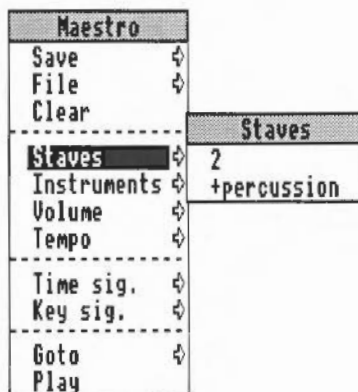 Maestro
Save
File
Clear
Staves
Instruments
Volume
Tempo
Time sig.
Key sig.
Goto
Play
Staves
2
+percussion